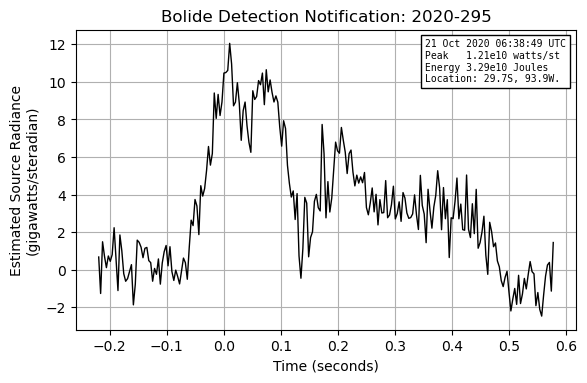 Bolide Detection Notification: 2020-295
21 Oct 2020 06:38:49 UTC
Peak   1.21e10 watts/st
Energy 3.29e10 Joules
Location: 29.7S, 93.9W.
Estimated Source Radiance
(gigawatts/steradian)
12
10
8
6
4
2
0
−2
−0.2
−0.1
0.0
0.1
0.2
0.3
0.4
0.5
0.6
Time (seconds)